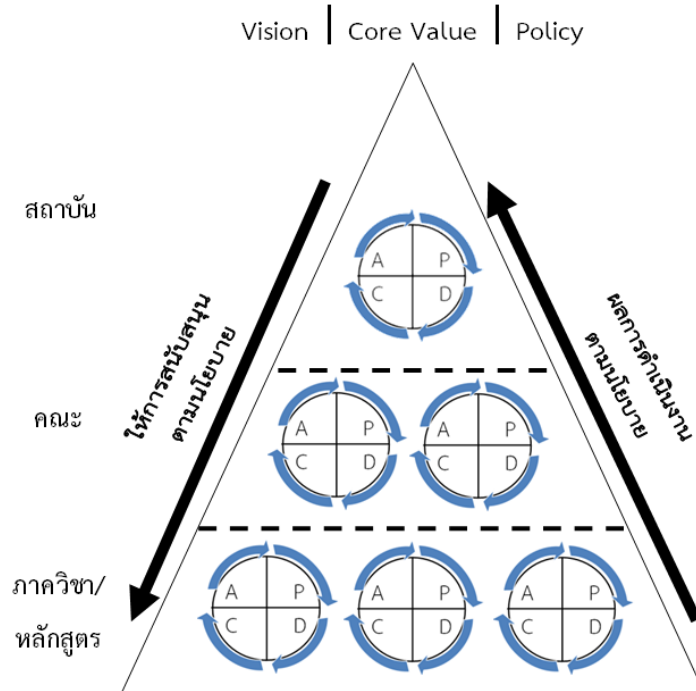 Vision | Core Value | Policy
สถาบัน
A P
C D
ให้การสนับสนุน
ตามนโยบาย
ผลการดำเนินงาน
ตามนโยบาย
คณะ
A P A P
C D C D
ภาควิชา/
หลักสูตร
A P A P A P
C D C D C D